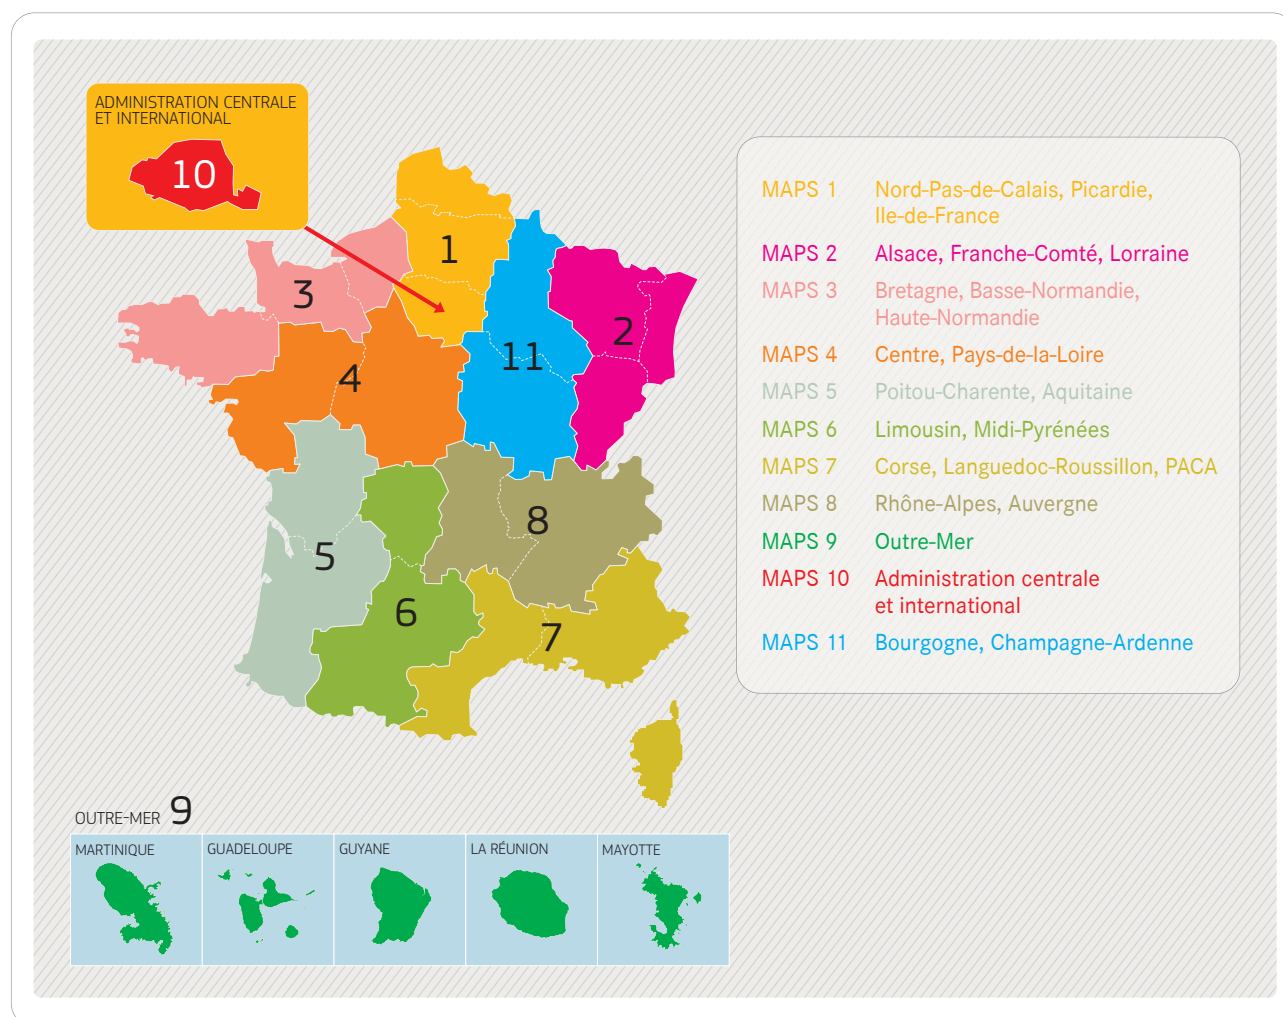 ADMINISTRATION CENTRALE
ET INTERNATIONAL
10
1
3
2
11
4
8
5
6
7
MAPS 1 Nord-Pas-de-Calais, Picardie,
Ile-de-France
MAPS 2 Alsace, Franche-Comté, Lorraine
MAPS 3 Bretagne, Basse-Normandie,
Haute-Normandie
MAPS 4 Centre, Pays-de-la-Loire
MAPS 5 Poitou-Charente, Aquitaine
MAPS 6 Limousin, Midi-Pyrénées
MAPS 7 Corse, Languedoc-Roussillon, PACA
MAPS 8 Rhône-Alpes, Auvergne
MAPS 9 Outre-Mer
MAPS 10 Administration centrale
et international
MAPS 11 Bourgogne, Champagne-Ardenne
OUTRE-MER 9
MARTINIQUE
GUADELOUPE
GUYANE
LA RÉUNION
MAYOTTE